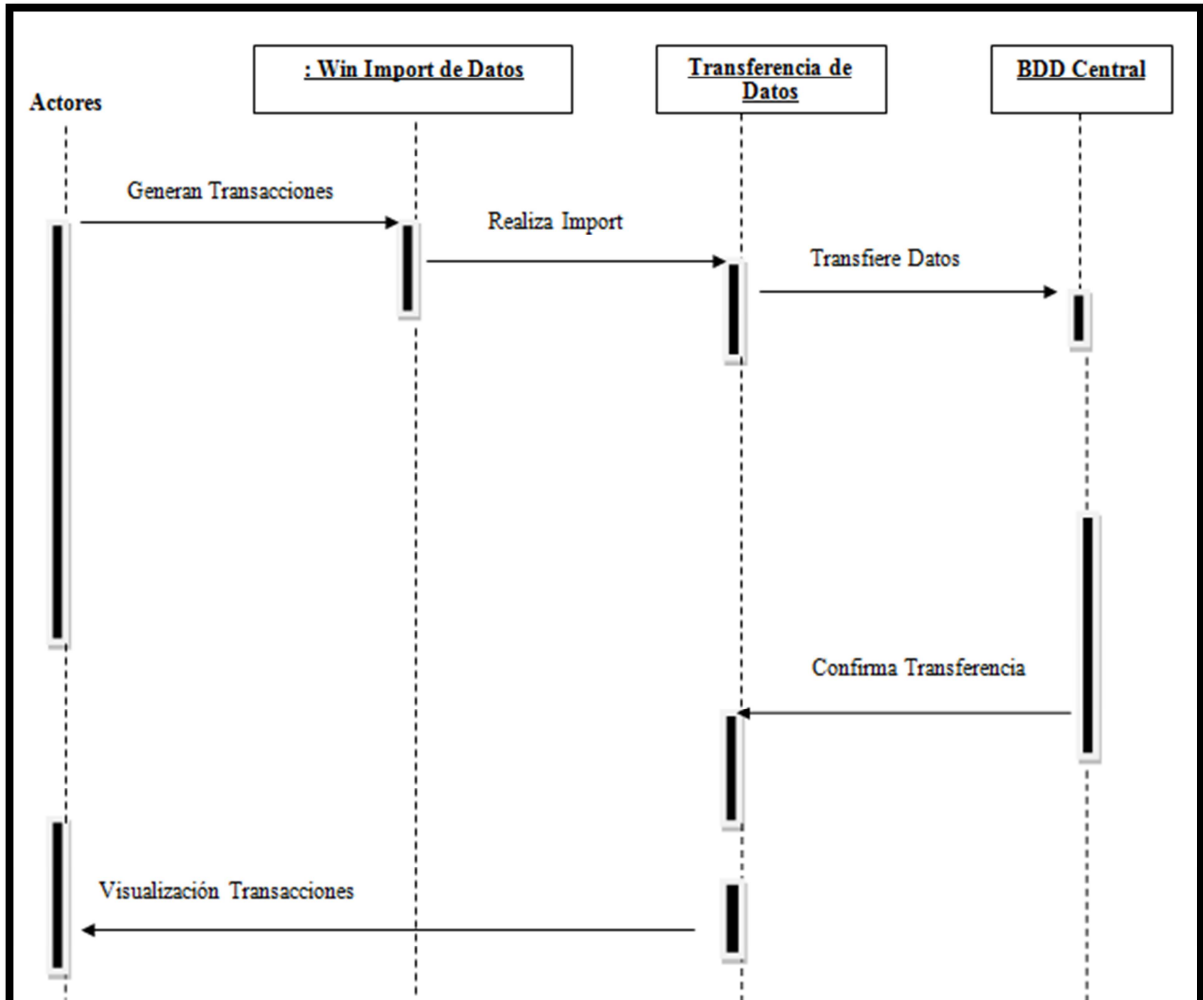 : Win Import de Datos
Transferencia de
Datos
BDD Central
Actores
Generan Transacciones
Realiza Import
Transfiere Datos
Confirma Transferencia
Visualización Transacciones